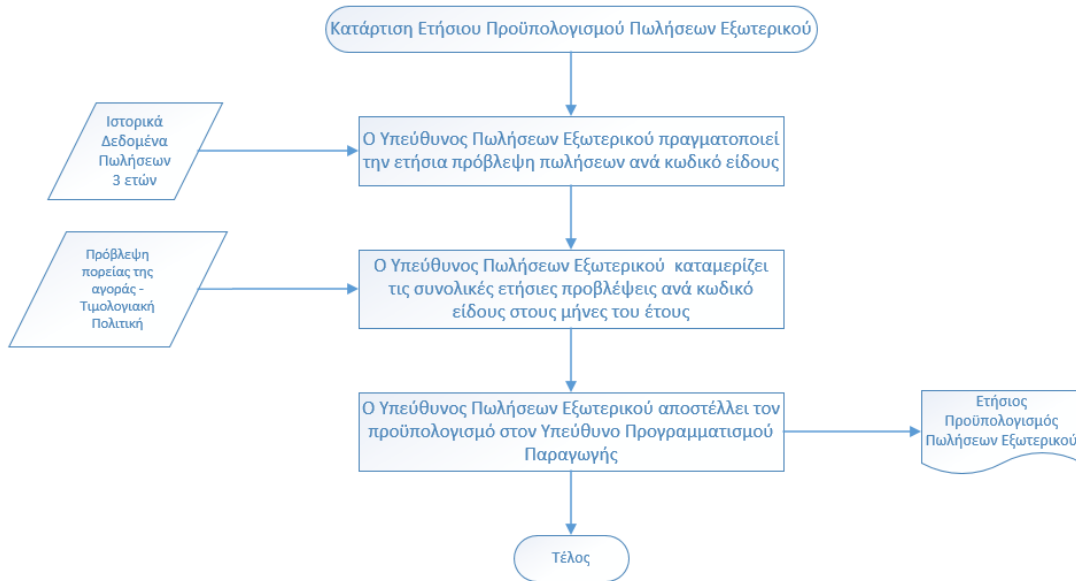 Κατάρτιση Ετήσιου Προϋπολογισμού Πωλήσεων Εξωτερικού
Ιστορικά
Δεδομένα
Πωλήσεων
3 ετών
Ο Υπεύθυνος Πωλήσεων Εξωτερικού πραγματοποιεί
την ετήσια πρόβλεψη πωλήσεων ανά κωδικό είδους
Πρόβλεψη
πορείας της
αγοράς -
Τιμολογιακή
Πολιτική
Ο Υπεύθυνος Πωλήσεων Εξωτερικού καταμερίζει
τις συνολικές ετήσιες προβλέψεις ανά κωδικό
είδους στους μήνες του έτους
Ο Υπεύθυνος Πωλήσεων Εξωτερικού αποστέλλει τον
προϋπολογισμό στον Υπεύθυνο Προγραμματισμού
Παραγωγής
Ετήσιος
Προϋπολογισμός
Πωλήσεων Εξωτερικού
Τέλος